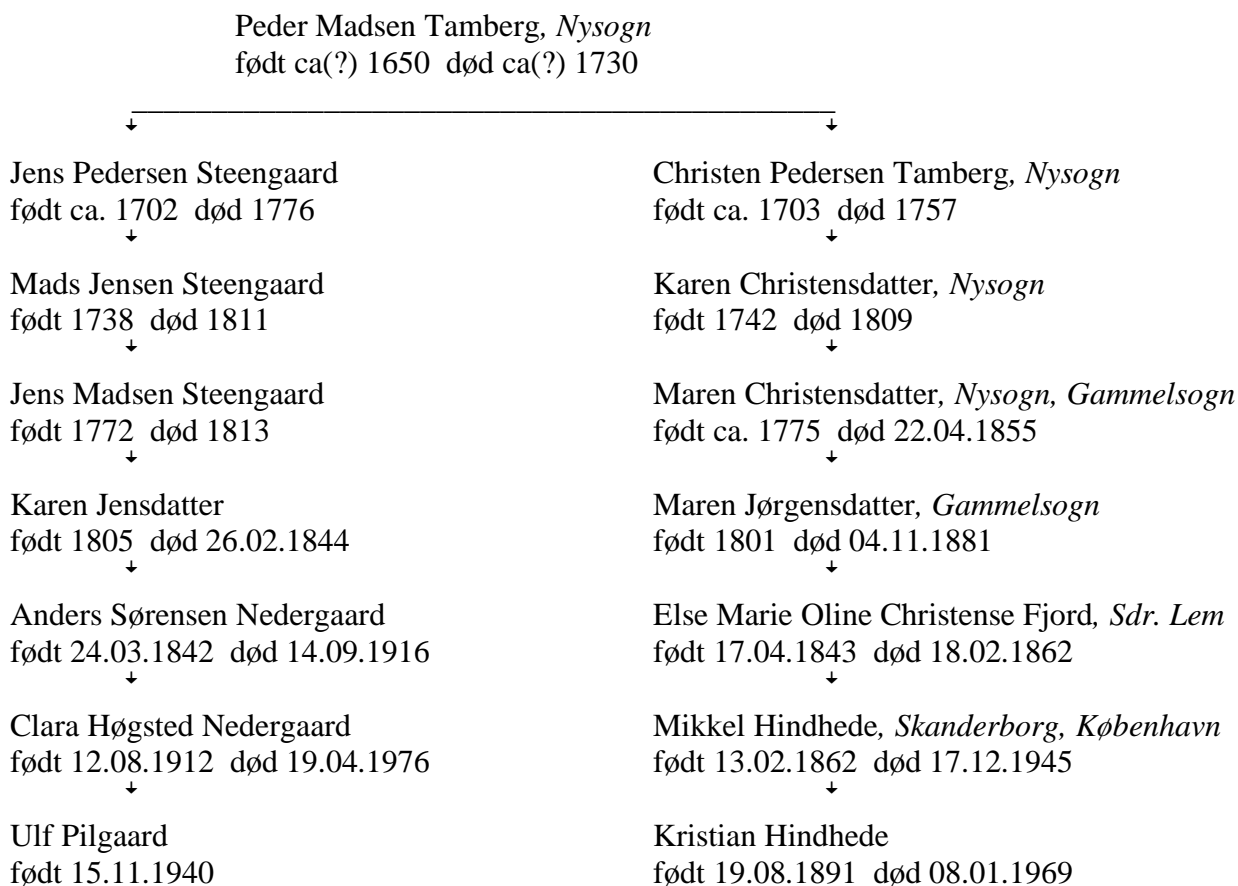 Peder Madsen Tamberg, Nysogn
født ca(?) 1650  død ca(?) 1730
Jens Pedersen Steengaard
født ca. 1702  død 1776
Christen Pedersen Tamberg, Nysogn
født ca. 1703  død 1757
Mads Jensen Steengaard
født 1738  død 1811
Karen Christensdatter, Nysogn
født 1742  død 1809
Jens Madsen Steengaard
født 1772  død 1813
Maren Christensdatter, Nysogn, Gammelsogn
født ca. 1775  død 22.04.1855
Karen Jensdatter
født 1805  død 26.02.1844
Maren Jørgensdatter, Gammelsogn
født 1801  død 04.11.1881
Anders Sørensen Nedergaard
født 24.03.1842  død 14.09.1916
Else Marie Oline Christense Fjord, Sdr. Lem
født 17.04.1843  død 18.02.1862
Clara Høgsted Nedergaard
født 12.08.1912  død 19.04.1976
Mikkel Hindhede, Skanderborg, København
født 13.02.1862  død 17.12.1945
Ulf Pilgaard
født 15.11.1940
Kristian Hindhede
født 19.08.1891  død 08.01.1969